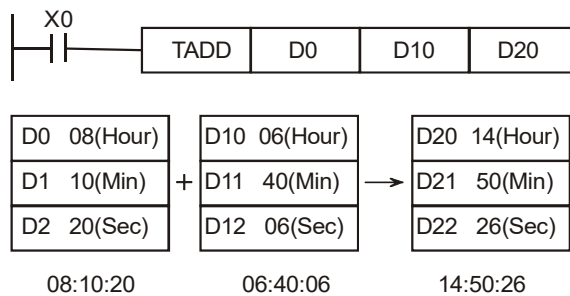 X0
TADD D0 D10 D20
D0 08(Hour) D10 06(Hour) D20 14(Hour)
D1 10(Min) + D11 40(Min) → D21 50(Min)
D2 20(Sec) D12 06(Sec) D22 26(Sec)
08:10:20 06:40:06 14:50:26